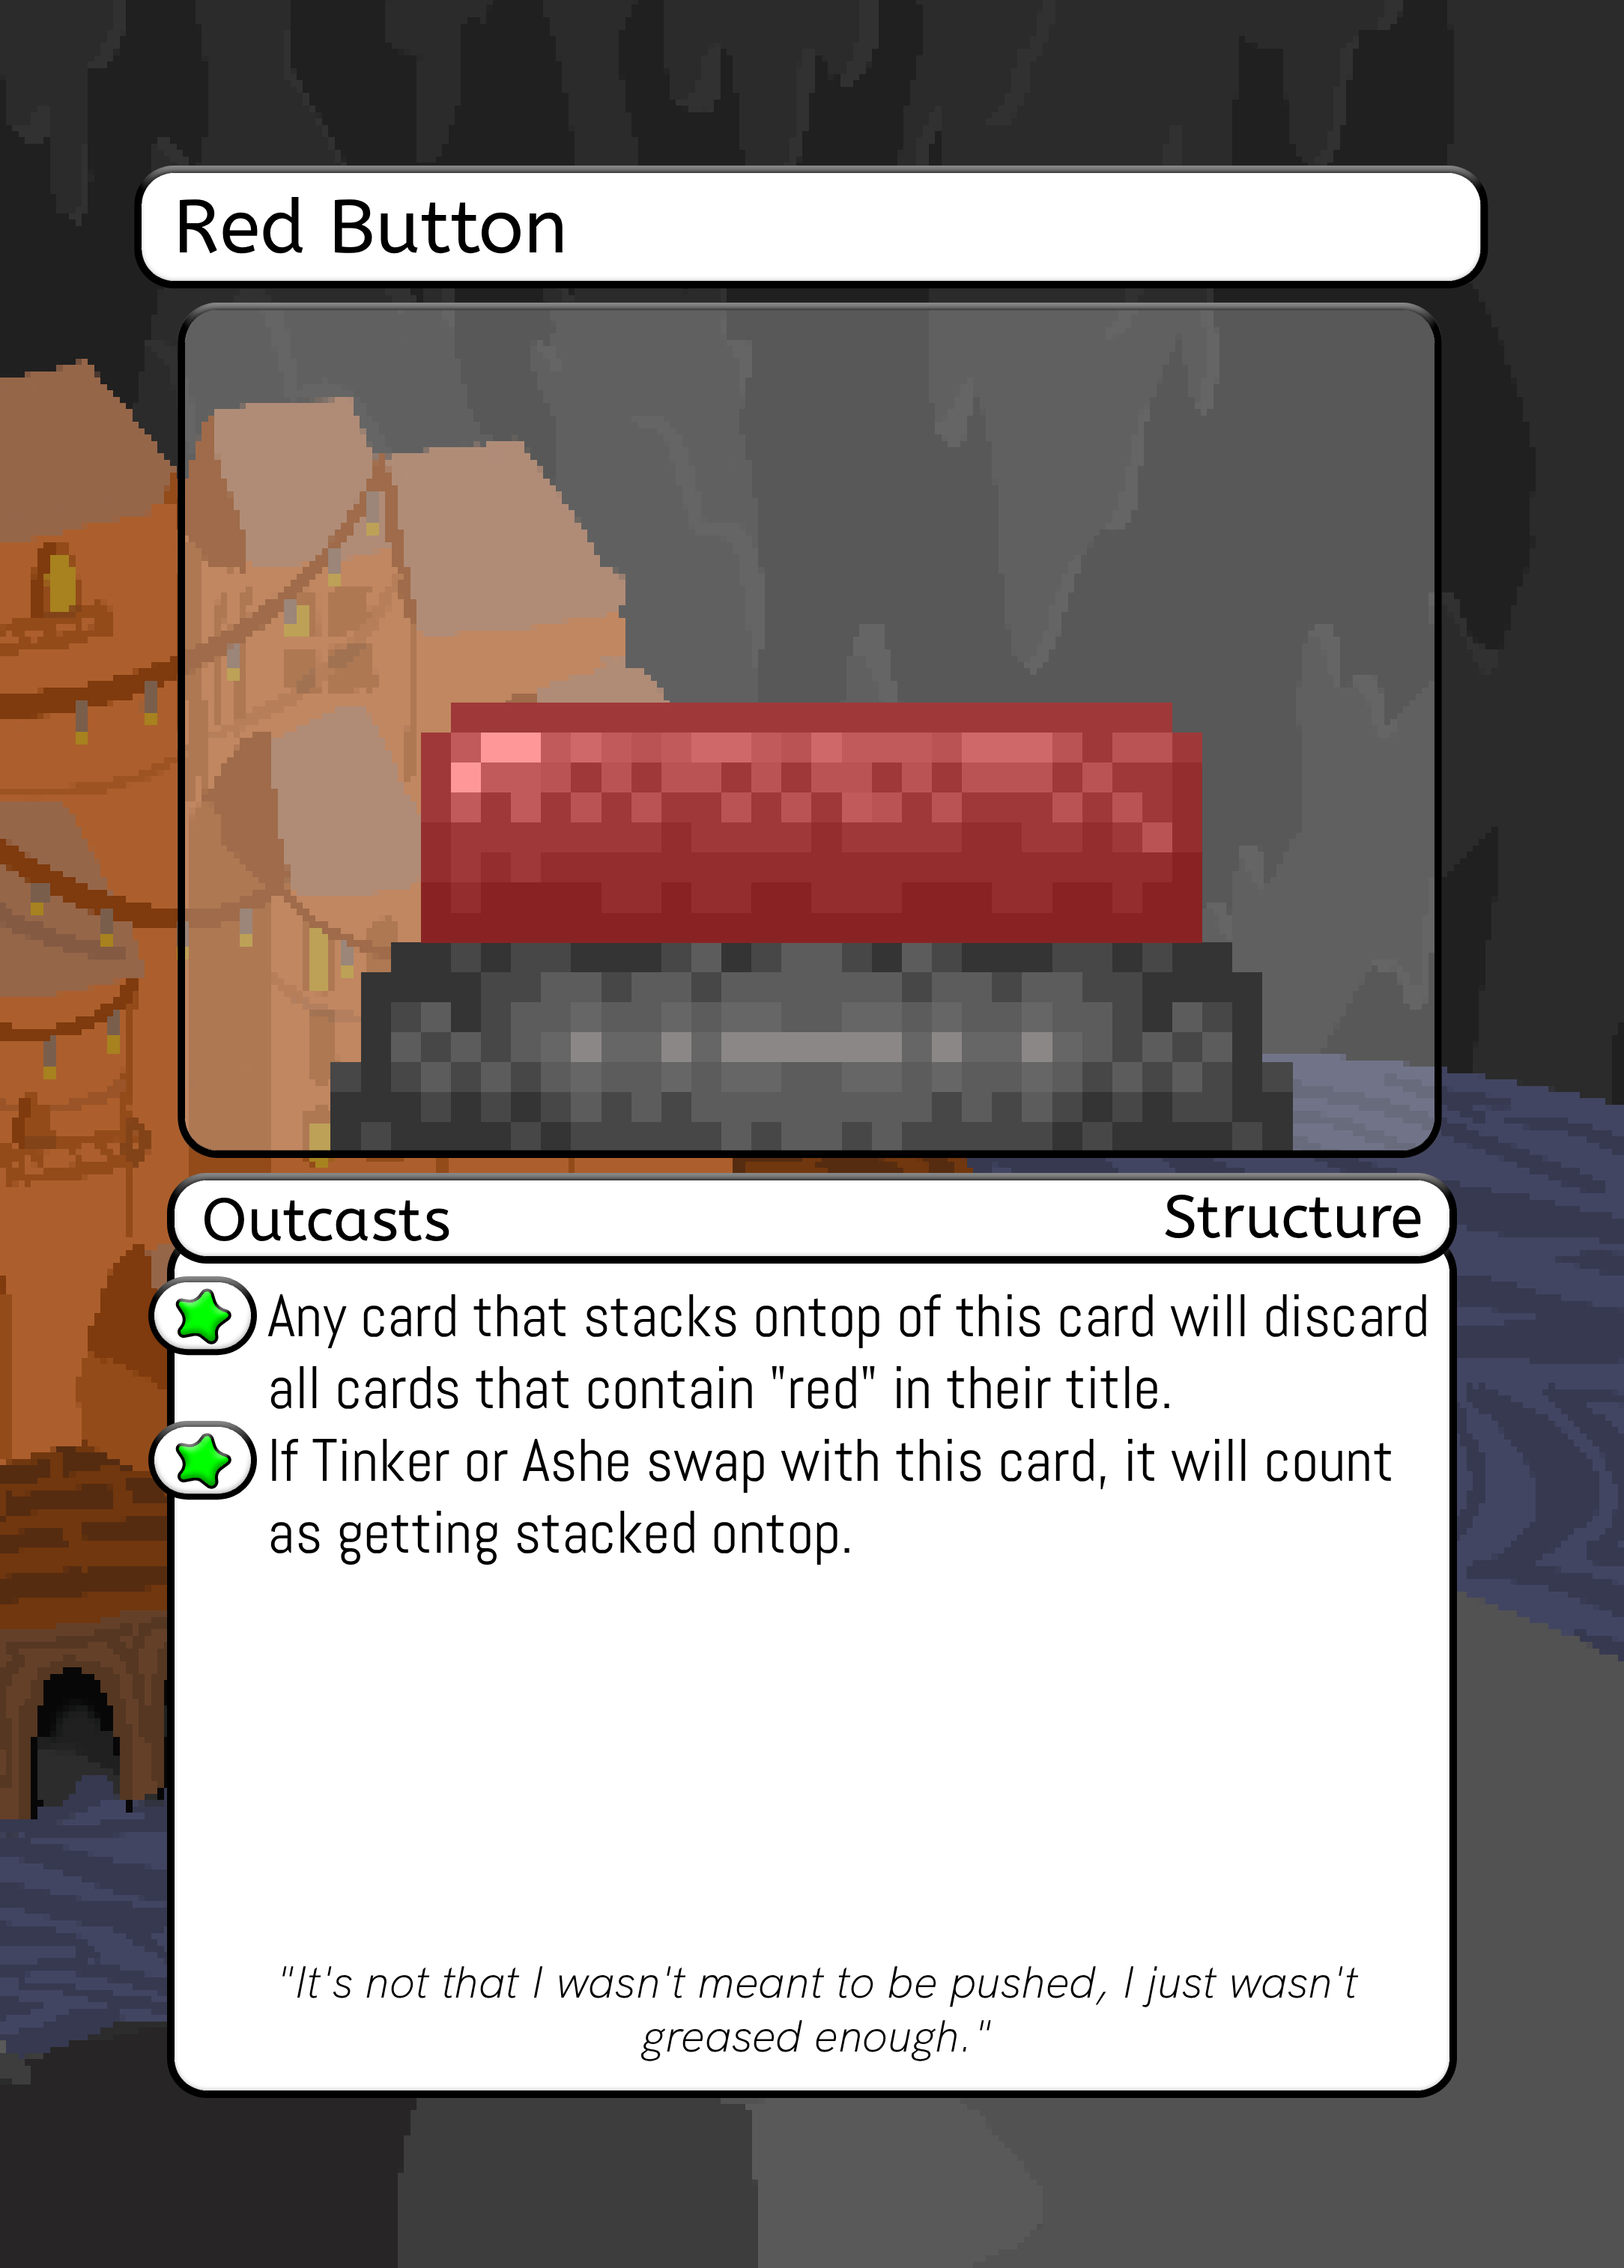 Red Button
Outcasts
Structure
Any card that stacks ontop of this card will discard
all cards that contain "red" in their title.
If Tinker or Ashe swap with this card, it will count
as getting stacked ontop.
"It's not that I wasn't meant to be pushed, I just wasn't
greased enough."